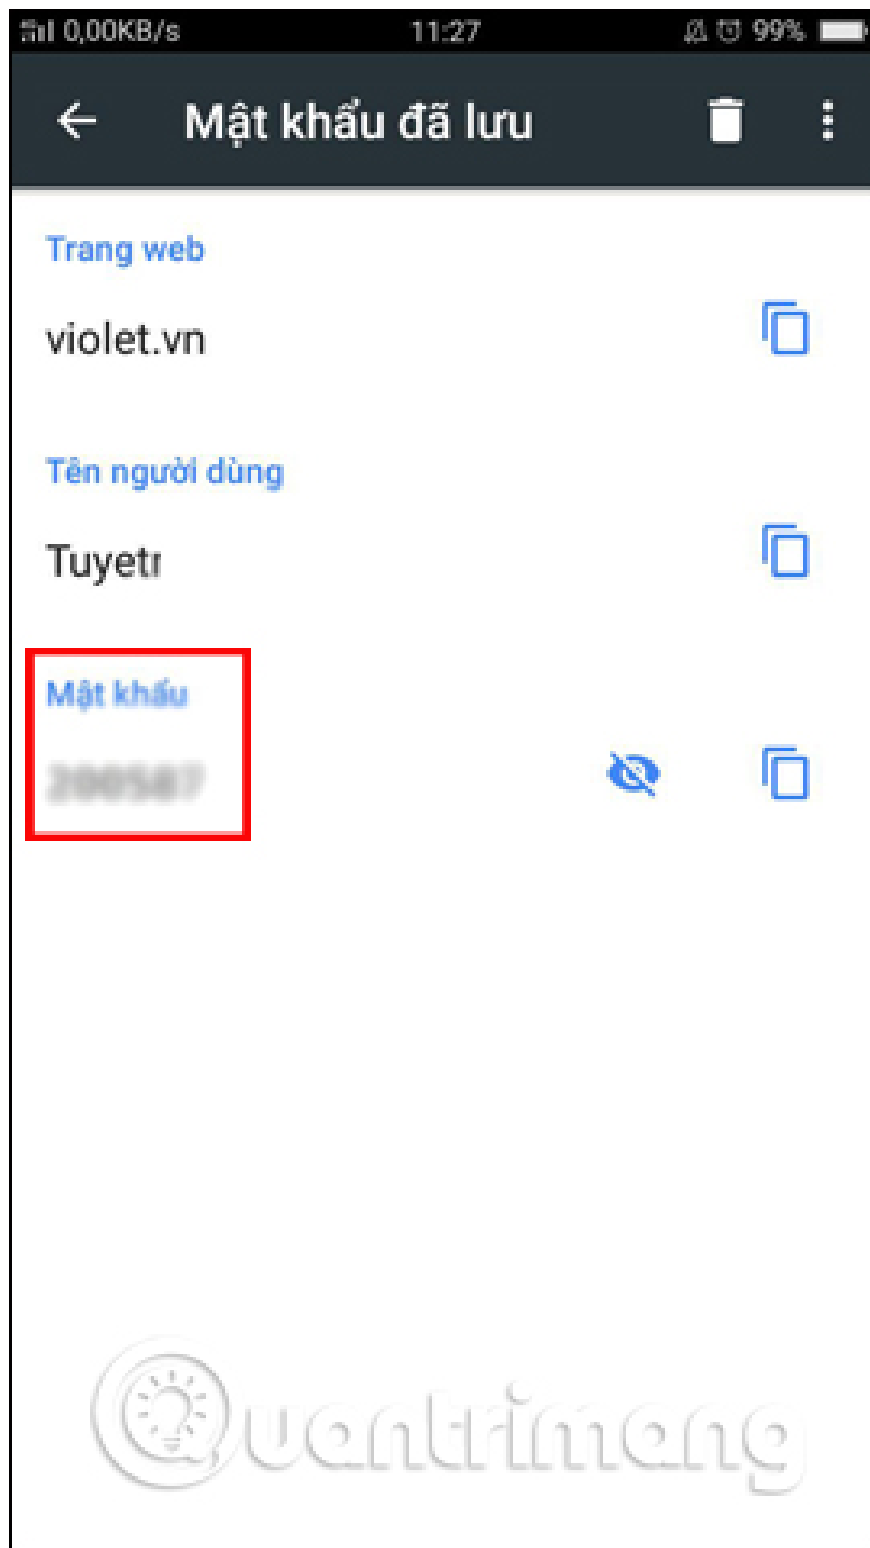 0,00KB/s 11:27 99%
Mật khẩu đã lưu
Trang web
violet.vn
Tên người dùng
Tuyetr
Mật khẩu
Quantrimang